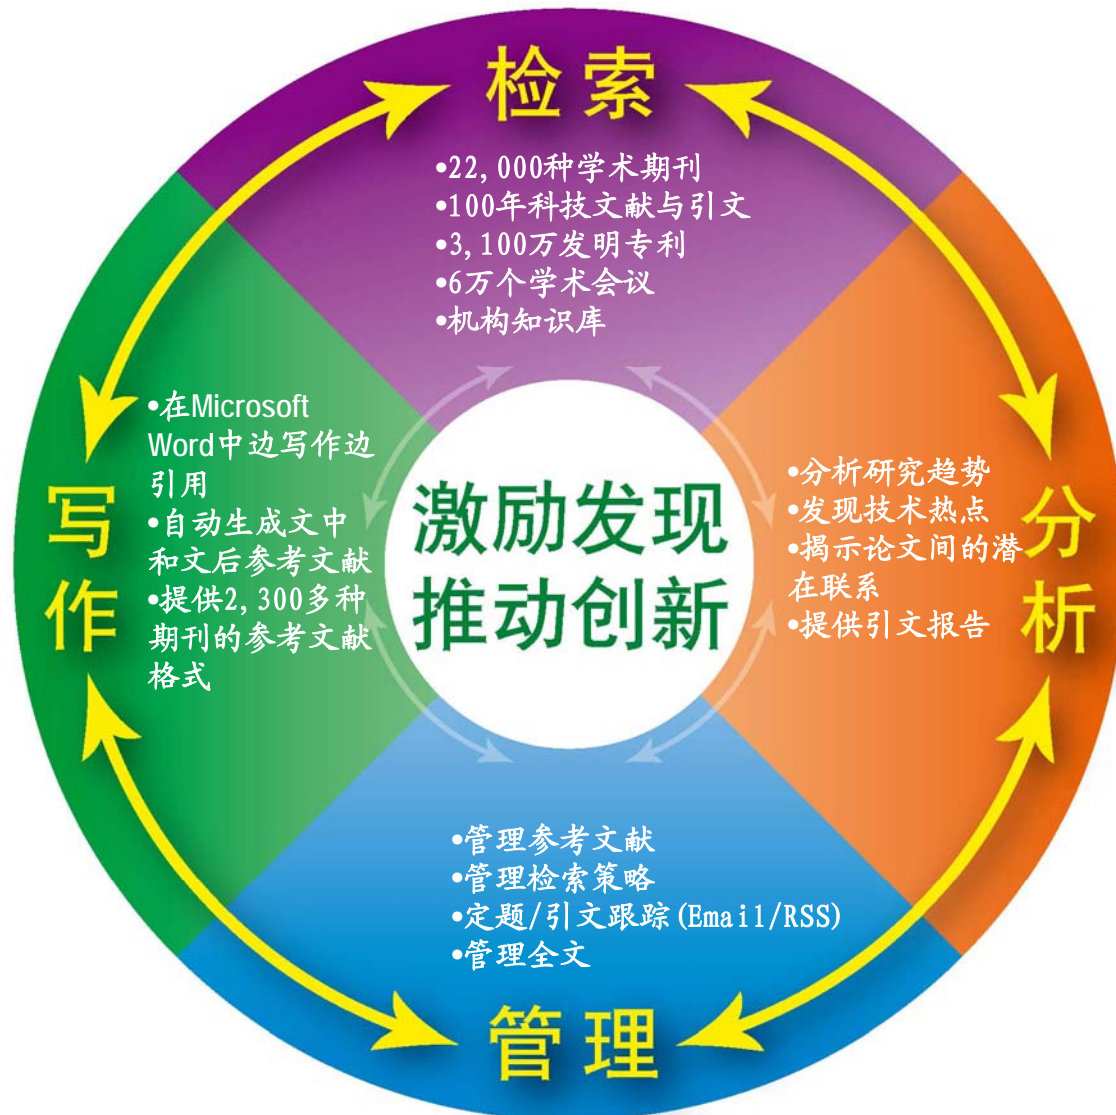 检索
•22,000种学术期刊
•100年科技文献与引文
•3,100万发明专利
•6万个学术会议
•机构知识库
写作
•在Microsoft
Word中边写作边
引用
•自动生成文中
和文后参考文献
•提供2,300多种
期刊的参考文献
格式
激励发现
推动创新
•分析研究趋势
•发现技术热点
•揭示论文间的潜
在联系
•提供引文报告
分析
•管理参考文献
•管理检索策略
•定题/引文跟踪(Email/RSS)
•管理全文
管理